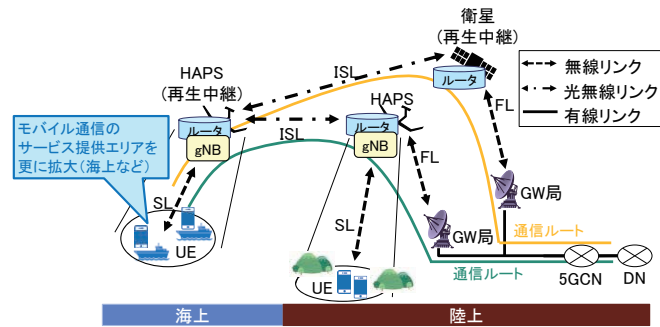 衛星
(再生中継)
ISL
ルータ
HAPS
(再生中継)
HAPS
FL
無線リンク
光無線リンク
有線リンク
モバイル通信の
サービス提供エリアを
更に拡大(海上など)
ルータ
gNB
ISL
ルータ
gNB
FL
SL
SL
GW局
GW局
UE
UE
通信ルート
通信ルート
5GCN
DN
海上
陸上